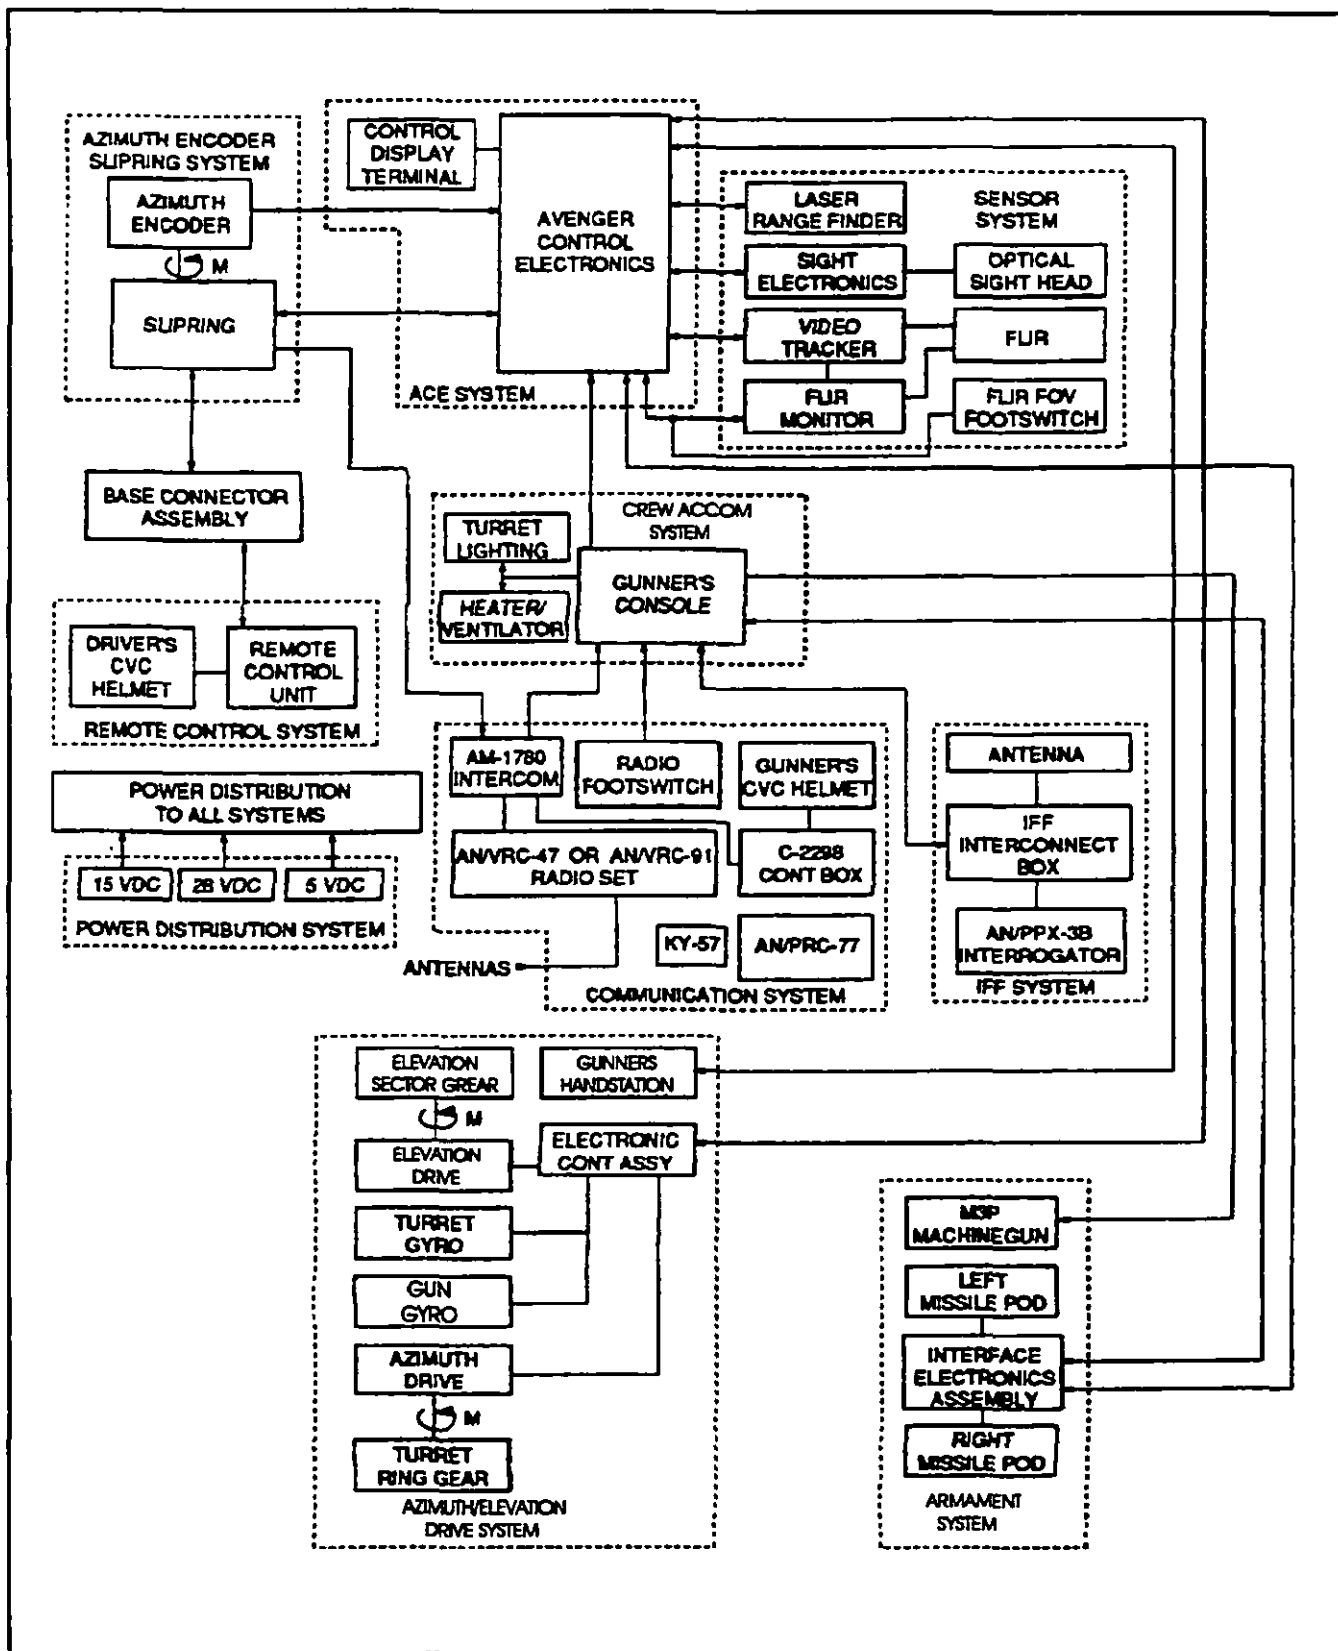 AZIMUTH ENCODER
SLIPRING SYSTEM
AZIMUTH
ENCODER
M
SLIPRING
CONTROL
DISPLAY
TERMINAL
AVENGER
CONTROL
ELECTRONICS
ACE SYSTEM
LASER
RANGE FINDER
SENSOR
SYSTEM
SIGHT
ELECTRONICS
OPTICAL
SIGHT HEAD
VIDEO
TRACKER
FLIR
FLIR
MONITOR
FLIR FOV
FOOTSWITCH
BASE CONNECTOR
ASSEMBLY
CREW ACCOM
SYSTEM
TURRET
LIGHTING
GUNNER'S
CONSOLE
HEATER/
VENTILATOR
DRIVER'S
CVC
HELMET
REMOTE
CONTROL
UNIT
REMOTE CONTROL SYSTEM
POWER DISTRIBUTION
TO ALL SYSTEMS
15 VDC
28 VDC
5 VDC
POWER DISTRIBUTION SYSTEM
AM-1780
INTERCOM
RADIO
FOOTSWITCH
GUNNER'S
CVC HELMET
AN/VRC-47 OR AN/VRC-91
RADIO SET
C-2298
CONT BOX
KY-57
AN/PRC-77
ANTENNAS
COMMUNICATION SYSTEM
ANTENNA
IFF
INTERCONNECT
BOX
AN/PPX-3B
INTERROGATOR
IFF SYSTEM
ELEVATION
SECTOR GREAR
GUNNERS
HANDSTATION
M
ELEVATION
DRIVE
ELECTRONIC
CONT ASSY
TURRET
GYRO
GUN
GYRO
AZIMUTH
DRIVE
M
TURRET
RING GEAR
AZIMUTH/ELEVATION
DRIVE SYSTEM
M3P
MACHINEGUN
LEFT
MISSILE POD
INTERFACE
ELECTRONICS
ASSEMBLY
RIGHT
MISSILE POD
ARMAMENT
SYSTEM